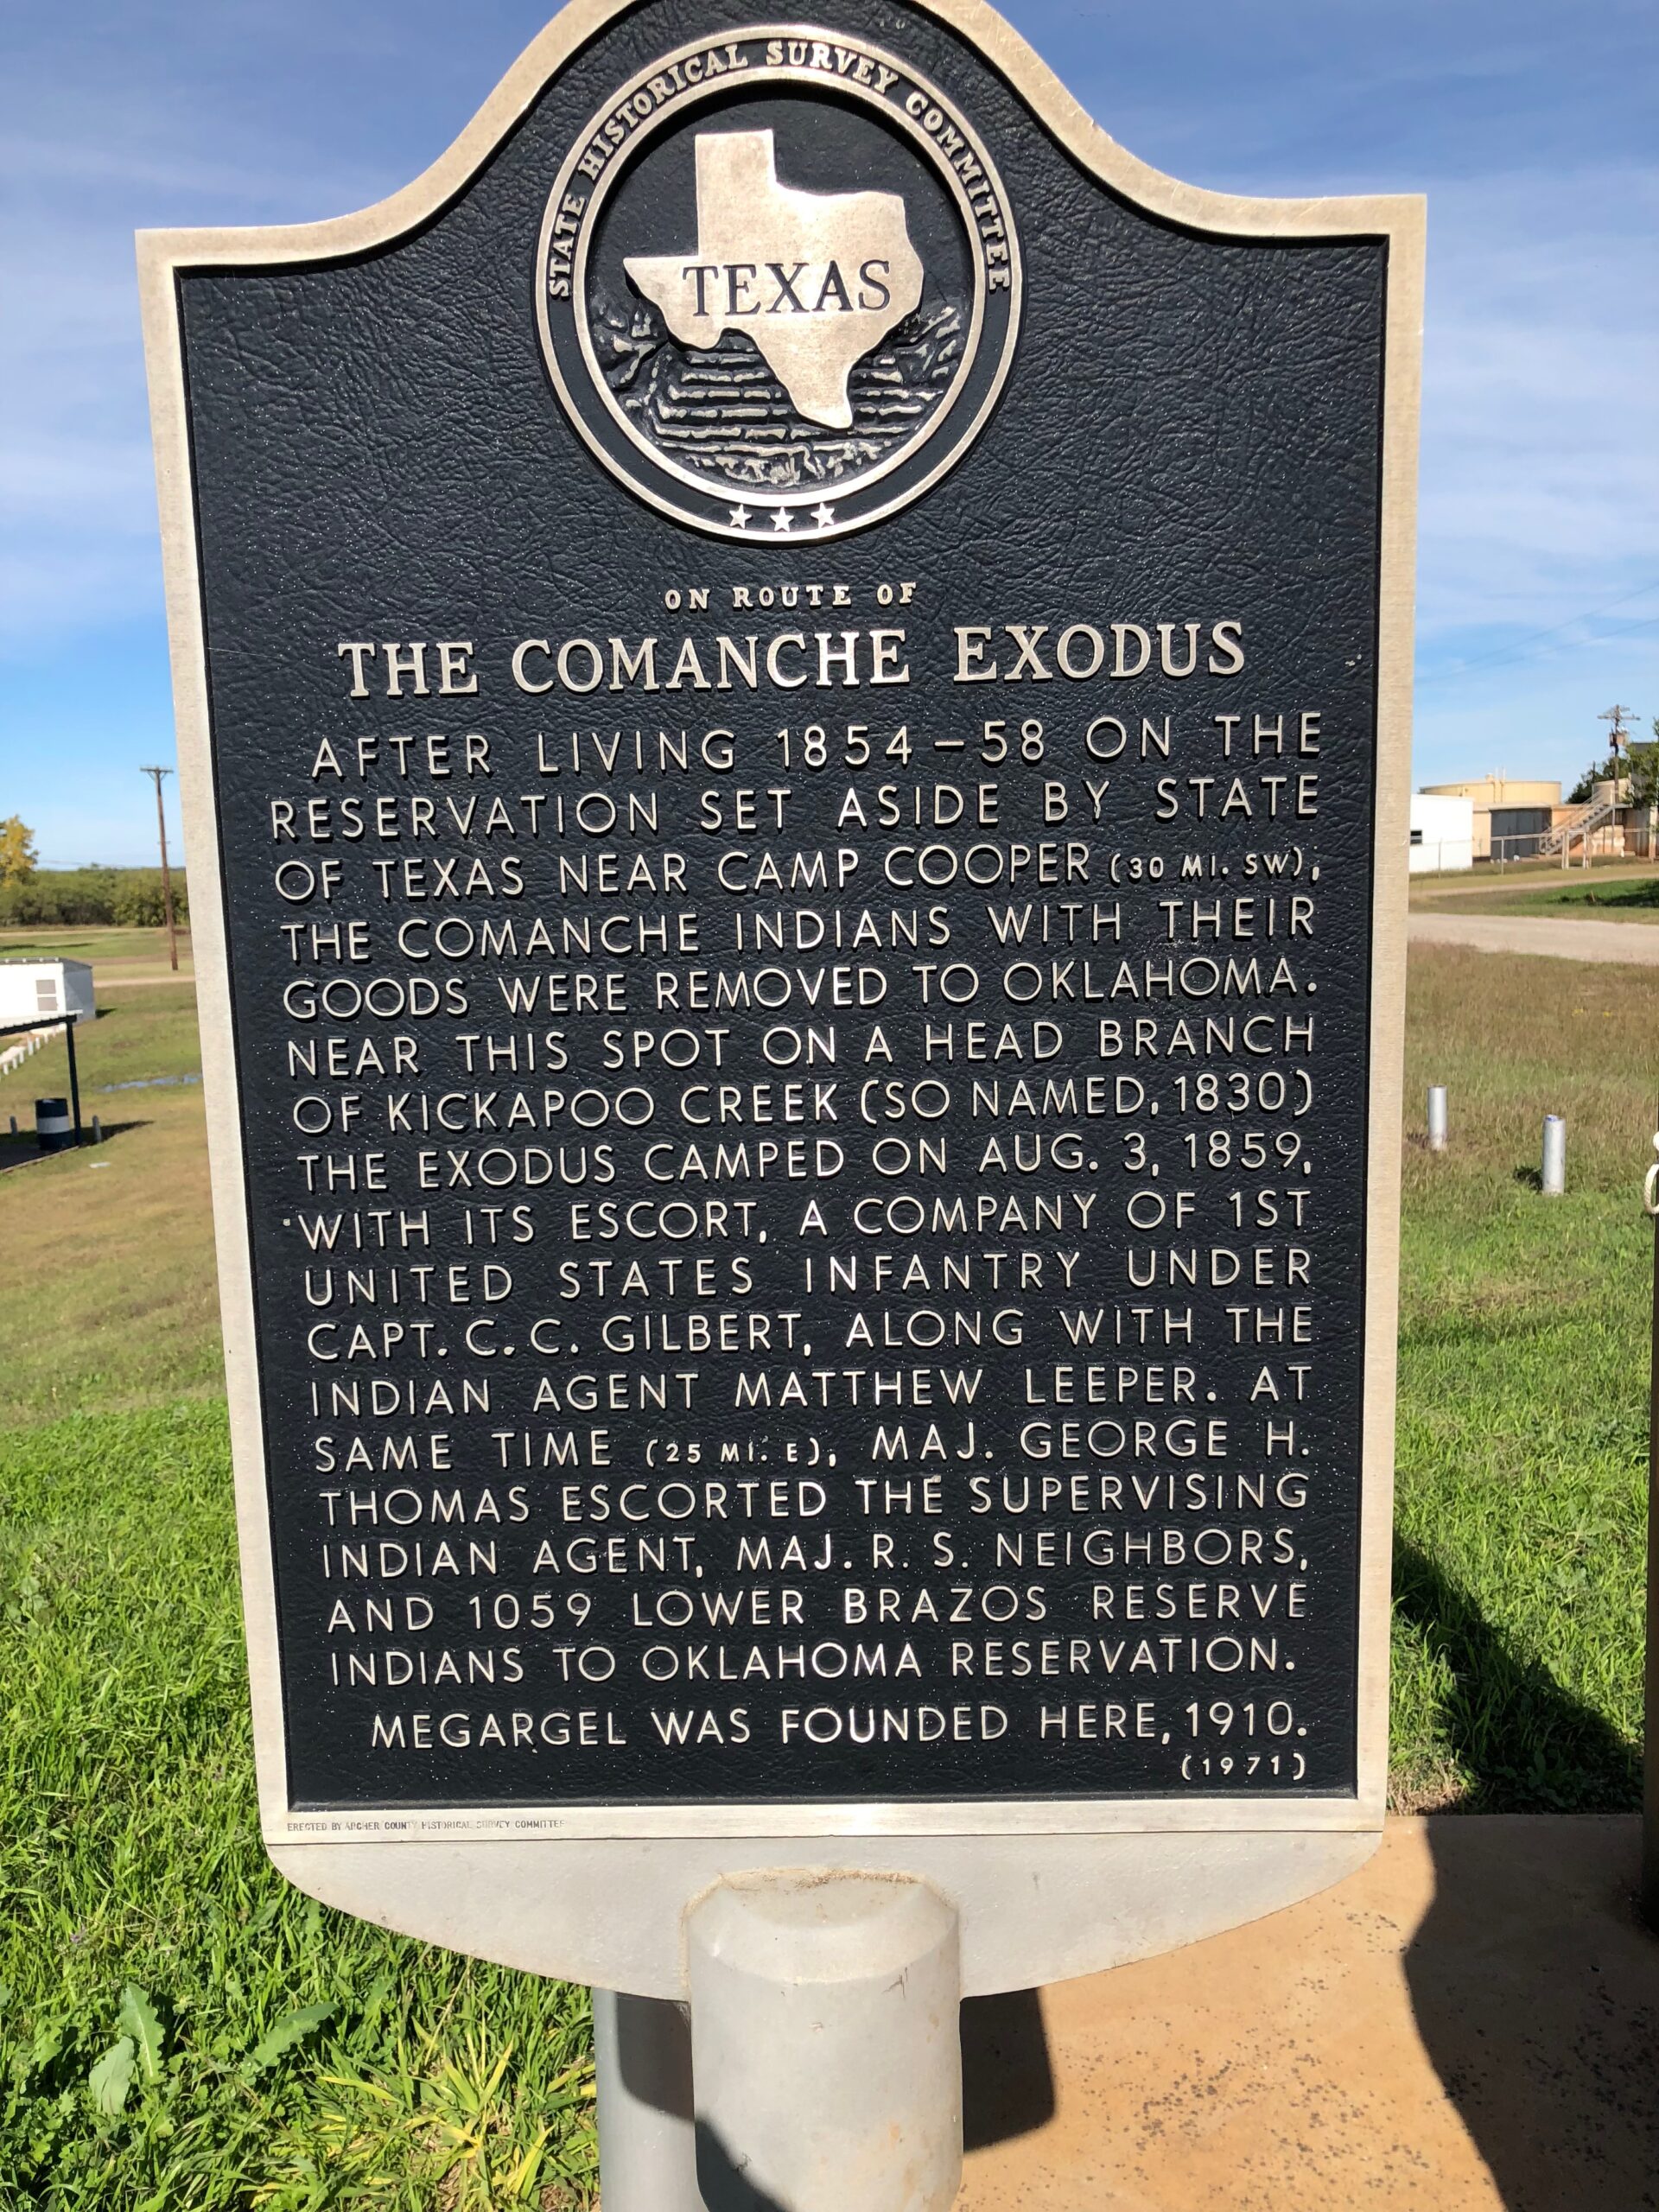 STATE HISTORICAL SURVEY COMMITTEE
TEXAS
ON ROUTE OF
THE COMANCHE EXODUS
AFTER LIVING 1854-58 ON THE
RESERVATION SET ASIDE BY STATE
OF TEXAS NEAR CAMP COOPER (30 MI. SW),
THE COMANCHE INDIANS WITH THEIR
GOODS WERE REMOVED TO OKLAHOMA.
NEAR THIS SPOT ON A HEAD BRANCH
OF KICKAPOO CREEK (SO NAMED, 1830)
THE EXODUS CAMPED ON AUG. 3, 1859,
WITH ITS ESCORT, A COMPANY OF 1ST
UNITED STATES INFANTRY UNDER
CAPT. C. C. GILBERT, ALONG WITH THE
INDIAN AGENT MATTHEW LEEPER. AT
SAME TIME (25 MI. E), MAJ. GEORGE H.
THOMAS ESCORTED THE SUPERVISING
INDIAN AGENT, MAJ. R. S. NEIGHBORS,
AND 1059 LOWER BRAZOS RESERVE
INDIANS TO OKLAHOMA RESERVATION.
MEGARGEL WAS FOUNDED HERE, 1910.
(1971)
ERECTED BY ARCHER COUNTY HISTORICAL SURVEY COMMITTEE